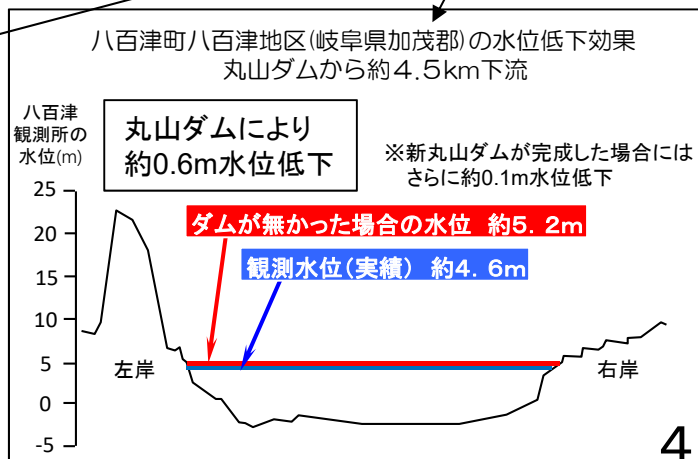 八百津町八百津地区(岐阜県加茂郡)の水位低下効果
丸山ダムから約4.5km下流
八百津
観測所の
水位(m)
丸山ダムにより
約0.6m水位低下
※新丸山ダムが完成した場合には
さらに約0.1m水位低下
25
20
15
10
5
0
-5
ダムが無かった場合の水位 約5.2m
観測水位(実績) 約4.6m
左岸
右岸
4